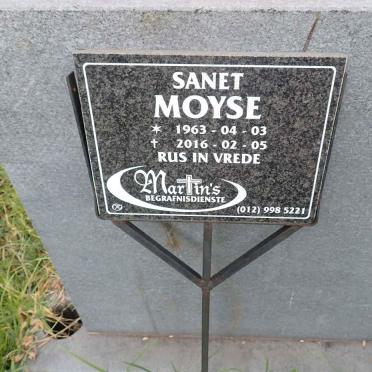 SANET
MOYSE
* 1963 - 04 - 03
† 2016 - 02 - 05
RUS IN VREDE
Martin's
BEGRAFNISDIENSTE
(012) 998 5221